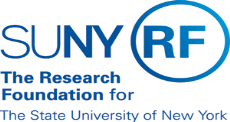 SUNY RF
The Research
Foundation for
The State University of New York